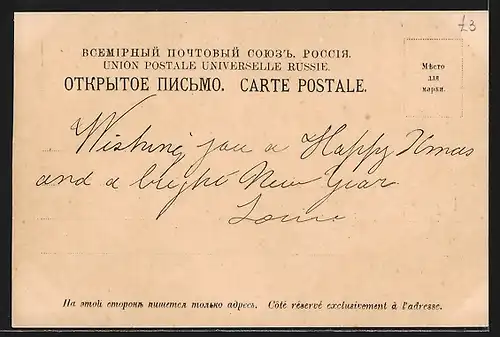 £3
ВСЕМІРНЫЙ ПОЧТОВЫЙ СОЮЗЪ. РОССІЯ.
UNION POSTALE UNIVERSELLE RUSSIE.
ОТКРЫТОЕ ПИСЬМО. CARTE POSTALE.
Мѣсто
для
марки.
Wishing you a Happy Xmas
and a bright New Year
На этой сторонѣ пишется только адресъ. Côté réservé exclusivement à l'adresse.